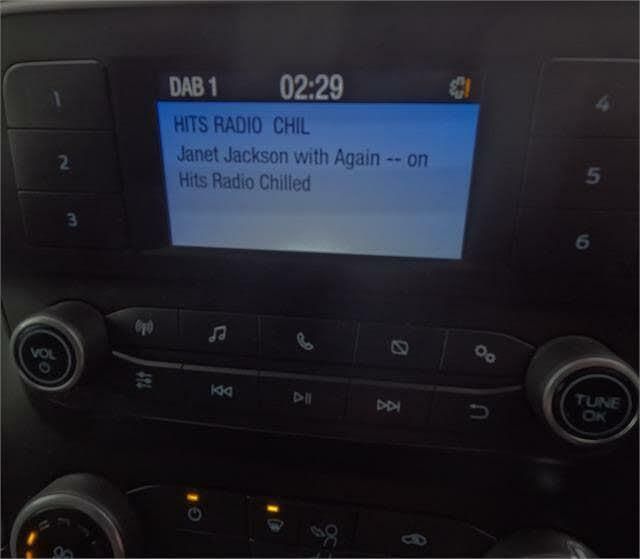 DAB 1 02:29
HITS RADIO CHIL
Janet Jackson with Again -- on
Hits Radio Chilled
1
4
2
5
3
6
VOL
TUNE
OK